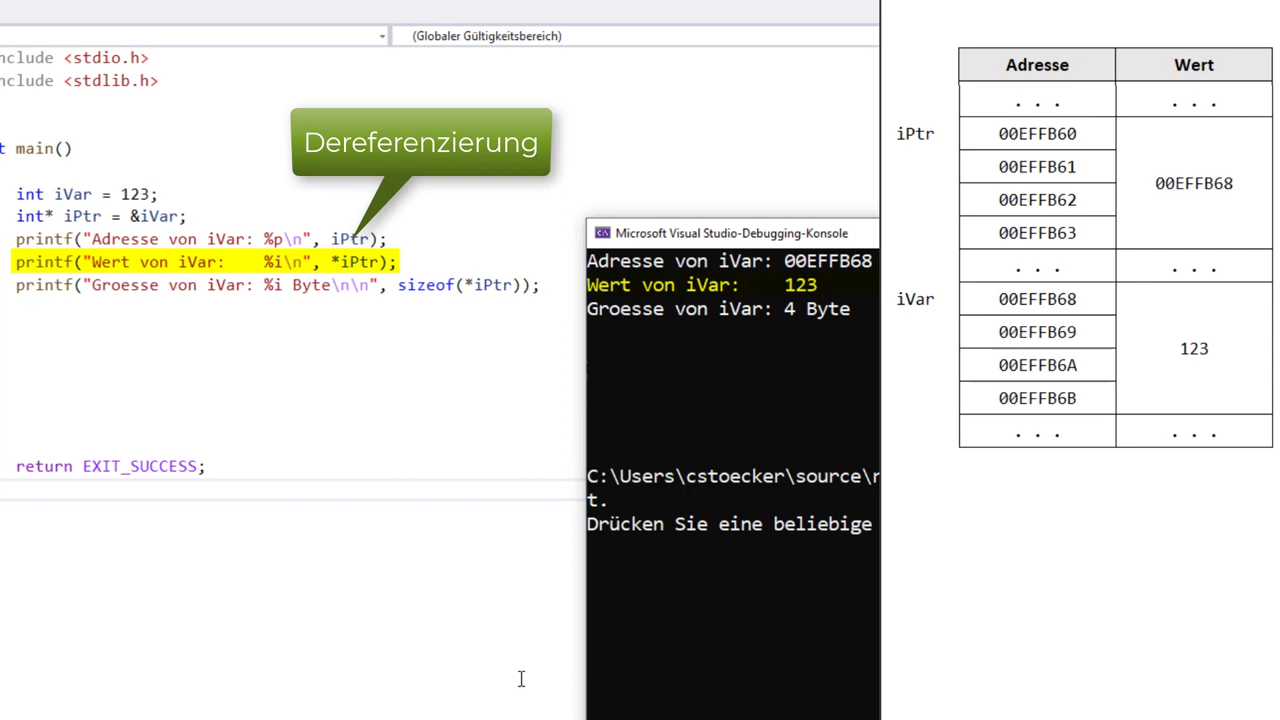 (Globaler Gültigkeitsbereich)
nclude <stdio.h>
nclude <stdlib.h>
Dereferenzierung
t main()
int iVar = 123;
int* iPtr = &iVar;
printf("Adresse von iVar: %p\n", iPtr);
printf("Wert von iVar:    %i\n", *iPtr);
printf("Groesse von iVar: %i Byte\n\n", sizeof(*iPtr));
return EXIT_SUCCESS;
Microsoft Visual Studio-Debugging-Konsole
Adresse von iVar: 00EFFB68
Wert von iVar:    123
Groesse von iVar: 4 Byte
C:\Users\cstoecker\source\r
t.
Drücken Sie eine beliebige
Adresse Wert
. . . . . .
iPtr 00EFFB60
00EFFB61
00EFFB68
00EFFB62
00EFFB63
. . . . . .
iVar 00EFFB68
00EFFB69
123
00EFFB6A
00EFFB6B
. . . . . .